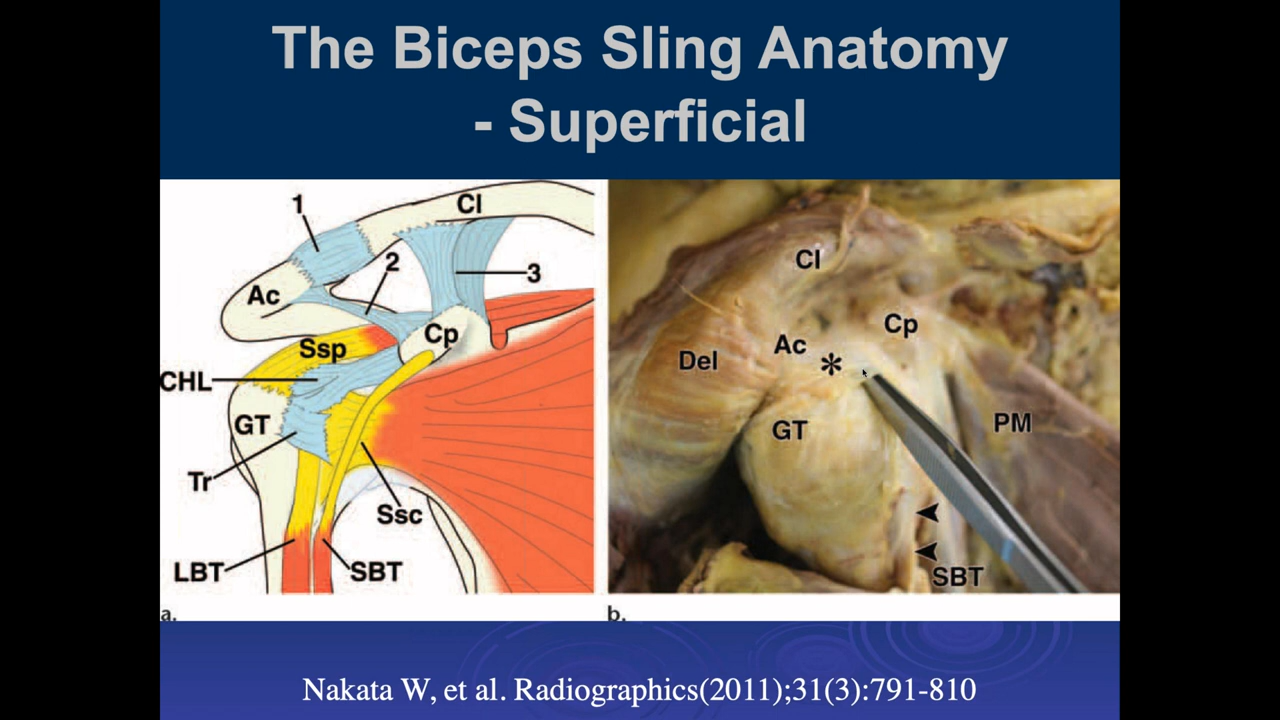 The Biceps Sling Anatomy
- Superficial
1
Cl
2
3
Ac
Cp
Ssp
CHL
GT
Tr
Ssc
LBT
SBT
a.
Cl
Cp
Ac
*
Del
GT
PM
SBT
b.
Nakata W, et al. Radiographics(2011);31(3):791-810